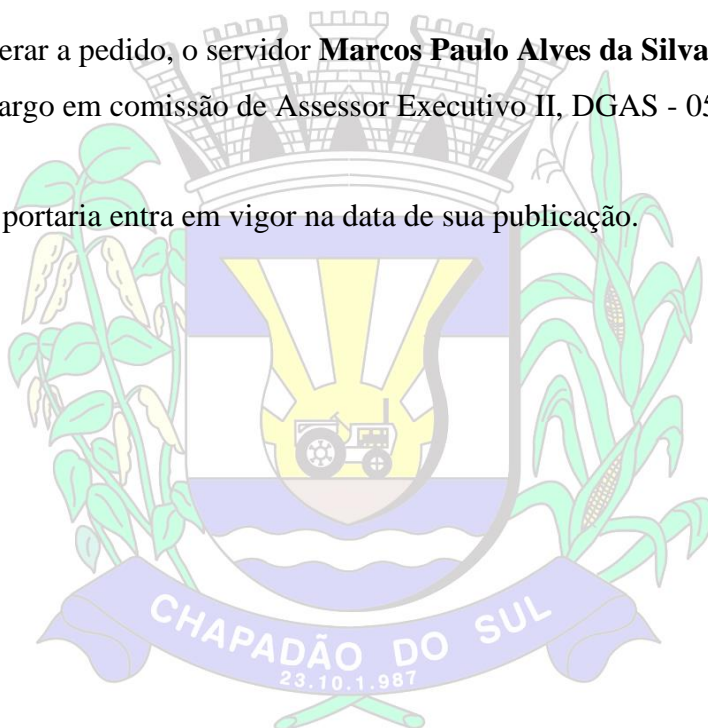 erar a pedido, o servidor Marcos Paulo Alves da Silva
argo em comissão de Assessor Executivo II, DGAS - 05
portaria entra em vigor na data de sua publicação.
CHAPADÃO DO SUL
23.10.1.987